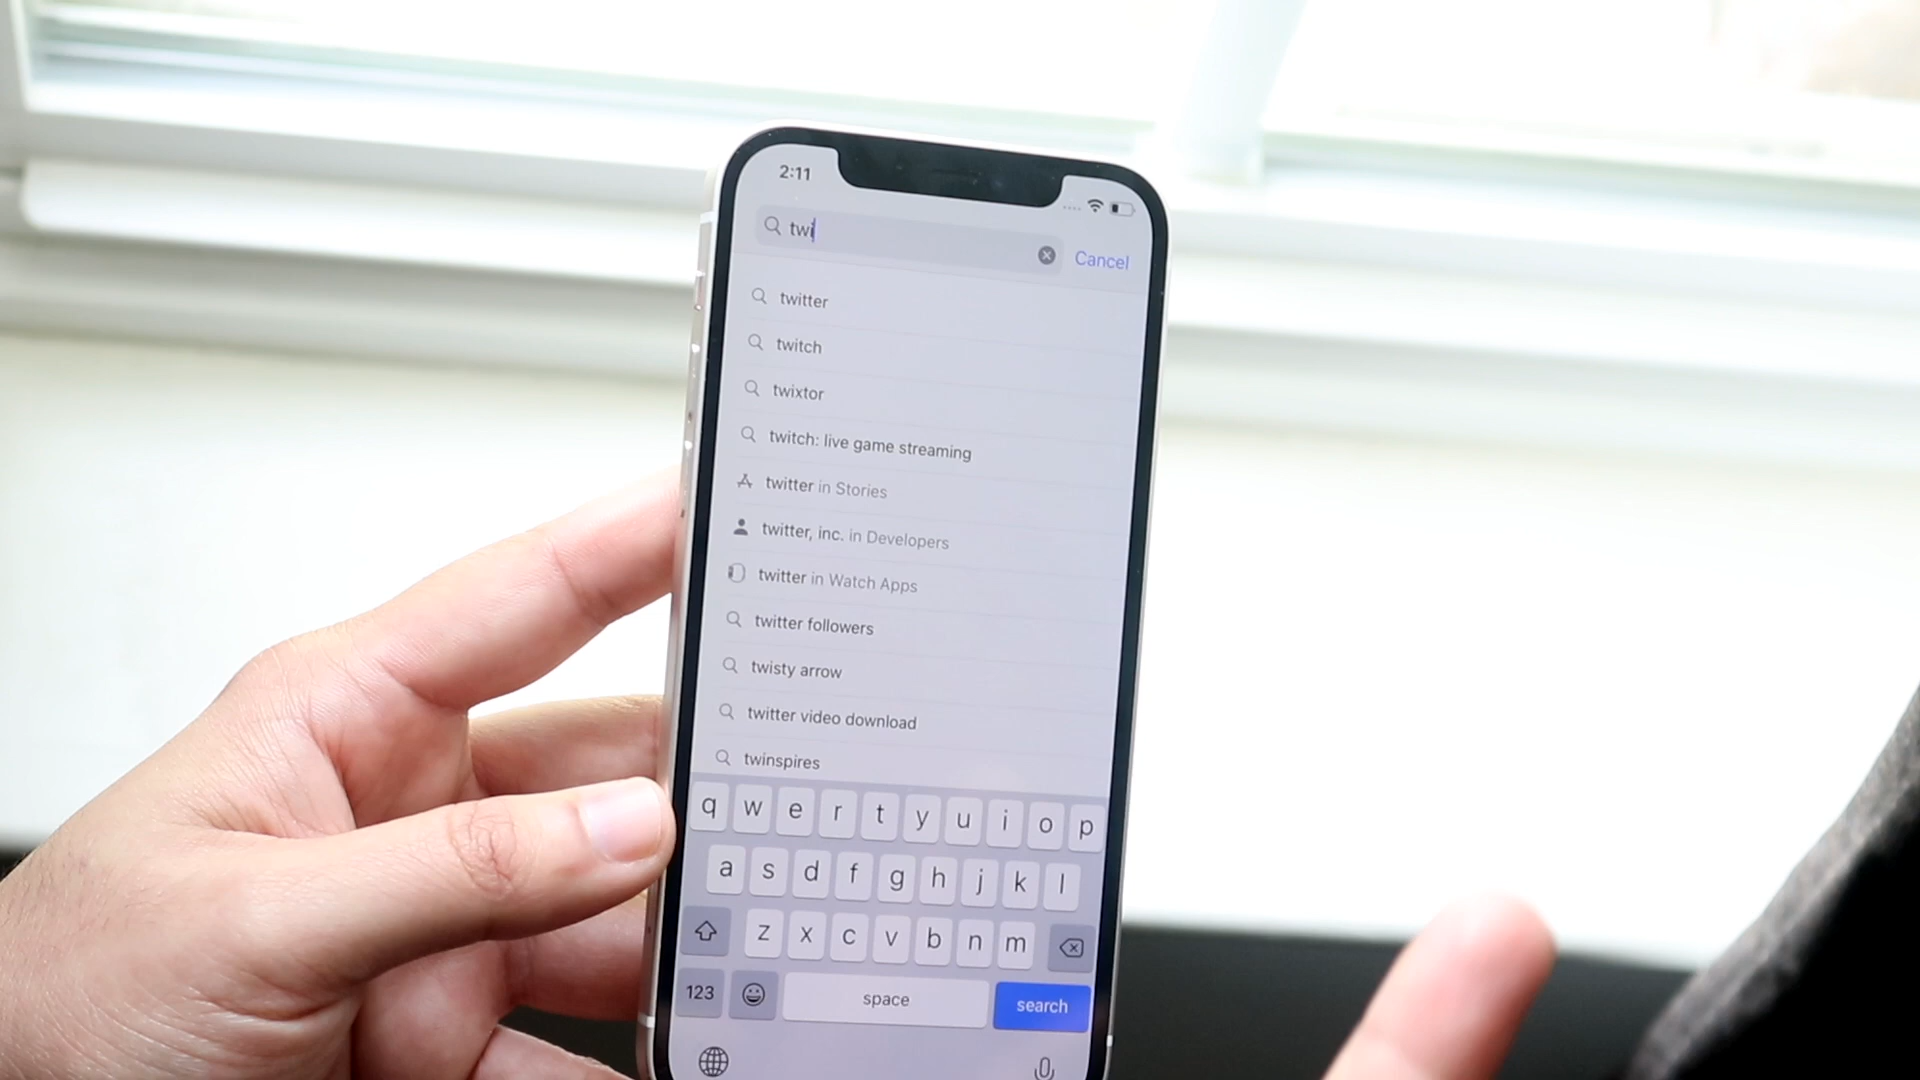 2:11
twi
Cancel
twitter
twitch
twixtor
twitch: live game streaming
twitter in Stories
twitter, inc. in Developers
twitter in Watch Apps
twitter followers
twisty arrow
twitter video download
twinspires
q w e r t y u i o p
a s d f g h j k l
z x c v b n m
123 space search